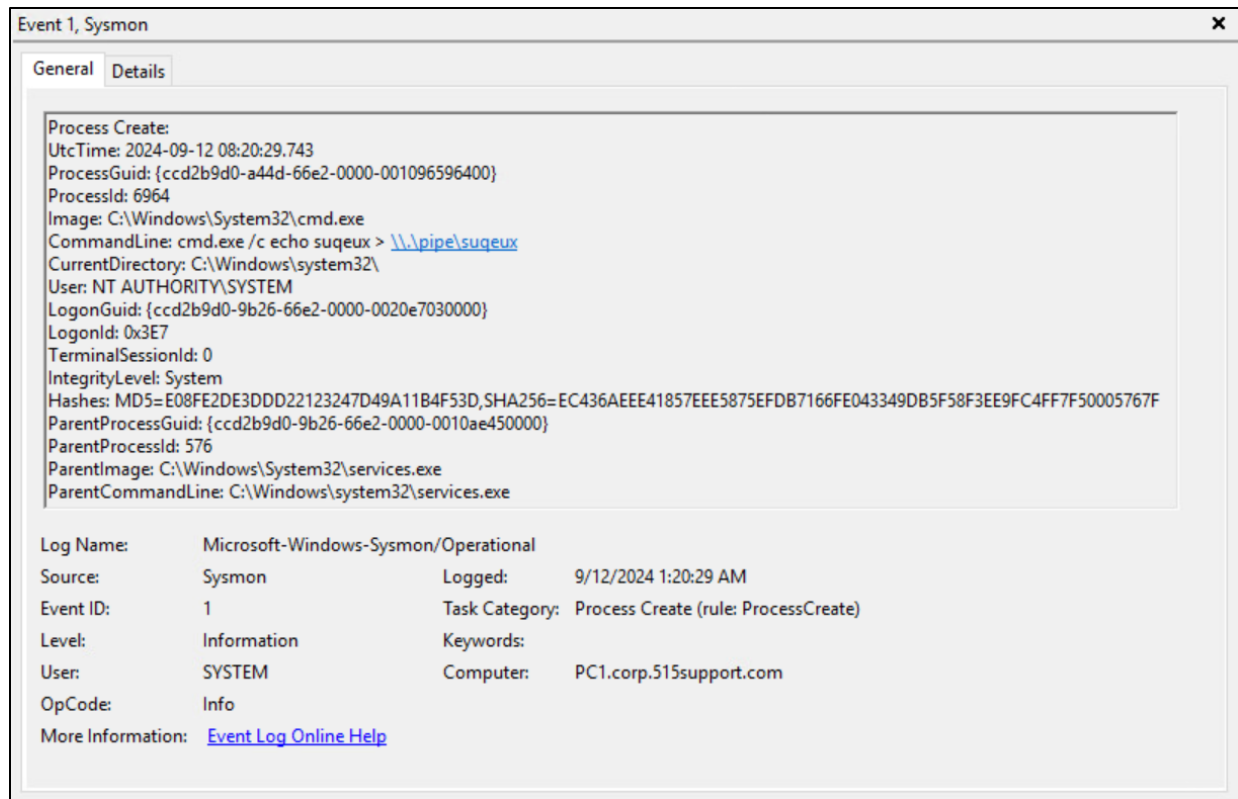 Event 1, Sysmon
General Details
Process Create:
UtcTime: 2024-09-12 08:20:29.743
ProcessGuid: {ccd2b9d0-a44d-66e2-0000-001096596400}
ProcessId: 6964
Image: C:\Windows\System32\cmd.exe
CommandLine: cmd.exe /c echo suqeux > \\.\pipe\suqeux
CurrentDirectory: C:\Windows\system32\
User: NT AUTHORITY\SYSTEM
LogonGuid: {ccd2b9d0-9b26-66e2-0000-0020e7030000}
LogonId: 0x3E7
TerminalSessionId: 0
IntegrityLevel: System
Hashes: MD5=E08FE2DE3DDD22123247D49A11B4F53D,SHA256=EC436AEEE41857EEE5875EFDB7166FE043349DB5F58F3EE9FC4FF7F50005767F
ParentProcessGuid: {ccd2b9d0-9b26-66e2-0000-0010ae450000}
ParentProcessId: 576
ParentImage: C:\Windows\System32\services.exe
ParentCommandLine: C:\Windows\system32\services.exe
Log Name: Microsoft-Windows-Sysmon/Operational
Source: Sysmon Logged: 9/12/2024 1:20:29 AM
Event ID: 1 Task Category: Process Create (rule: ProcessCreate)
Level: Information Keywords:
User: SYSTEM Computer: PC1.corp.515support.com
OpCode: Info
More Information: Event Log Online Help